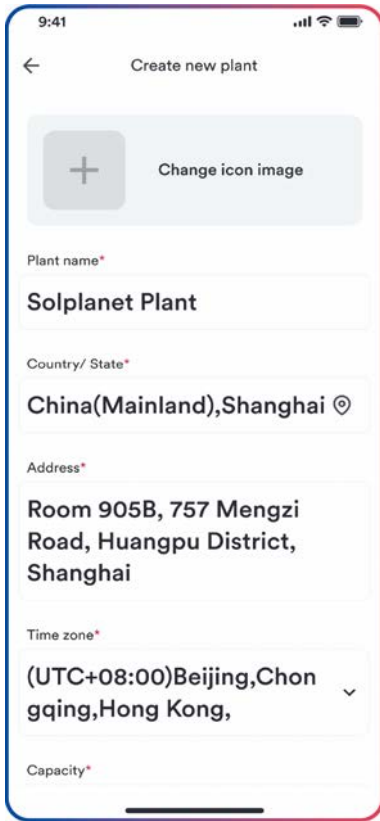 9:41
Create new plant
Change icon image
Plant name*
Solplanet Plant
Country/ State*
China(Mainland),Shanghai
Address*
Room 905B, 757 Mengzi
Road, Huangpu District,
Shanghai
Time zone*
(UTC+08:00)Beijing,Chon
gqing,Hong Kong,
Capacity*